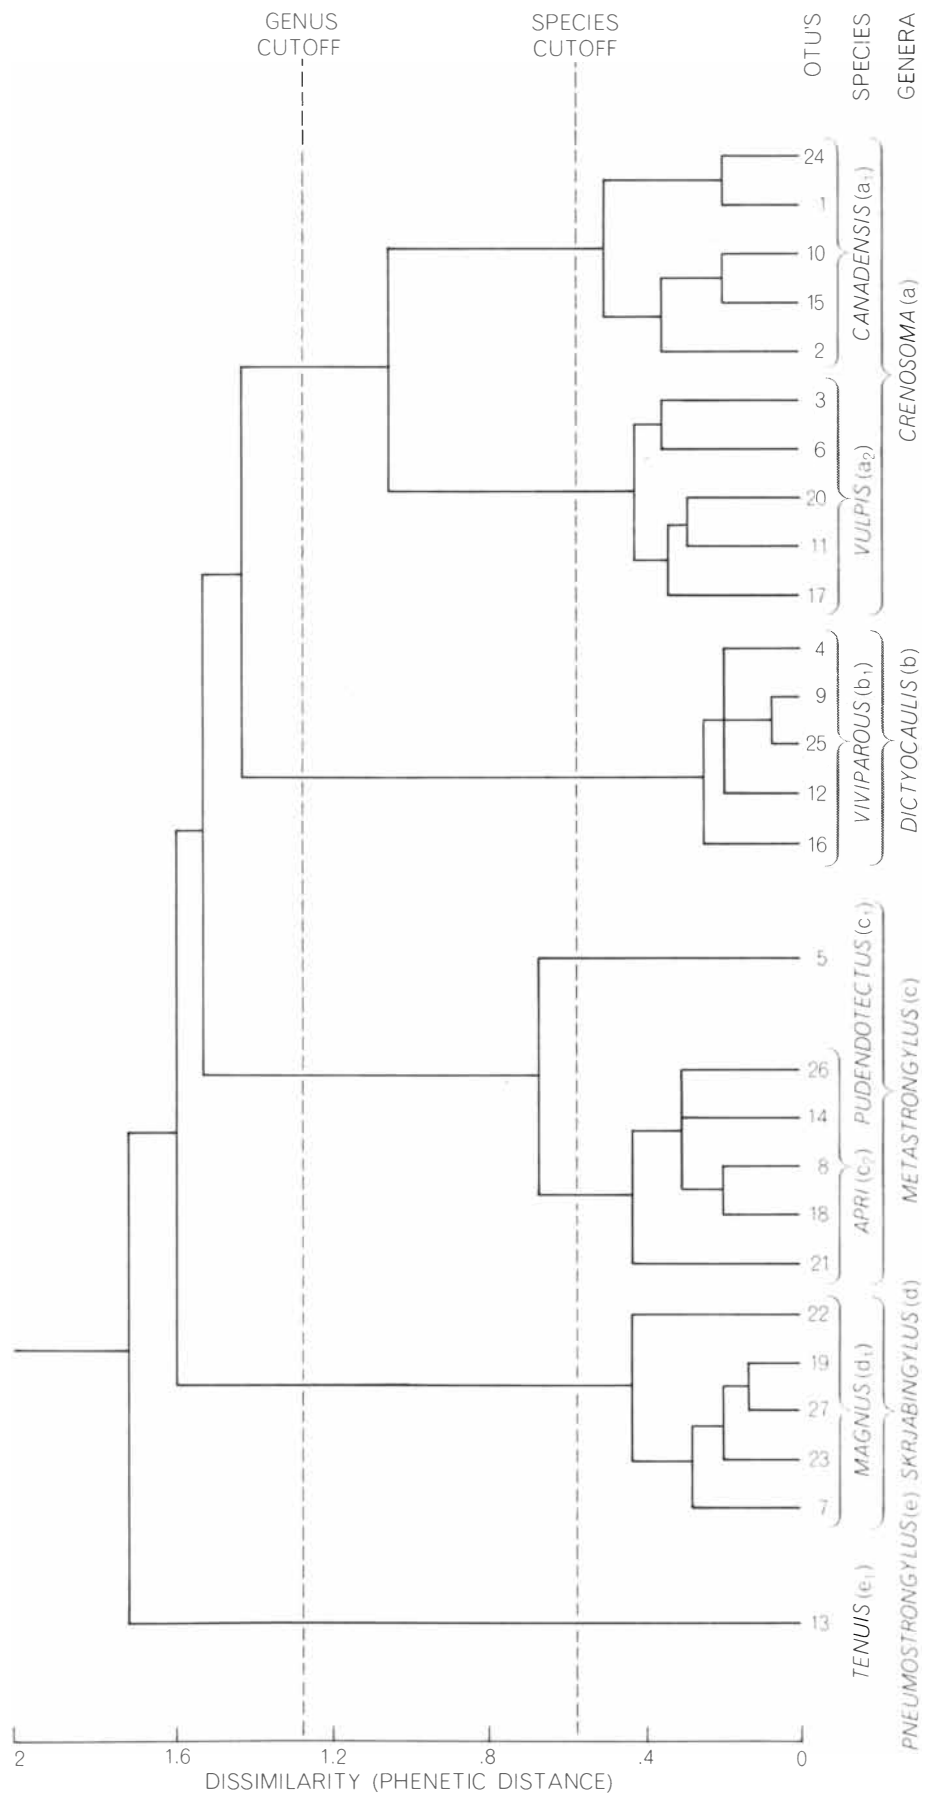 GENUS
CUTOFF
SPECIES
CUTOFF
OTU'S
SPECIES
GENERA
24
1
10
15
2
3
6
20
11
17
4
9
25
12
16
5
26
14
8
18
21
22
19
27
23
7
13
CANADENSIS (a1)
VULPIS (a2)
VIVIPAROUS (b1)
PUDENDOTECTUS (c1)
APRI (c2)
MAGNUS (d1)
TENUIS (e1)
CRENOSOMA (a)
DICTYOCAULIS (b)
METASTRONGYLUS (c)
SKRJABINGYLUS (d)
PNEUMOSTRONGYLUS (e)
2 1.6 1.2 .8 .4 0
DISSIMILARITY (PHENETIC DISTANCE)